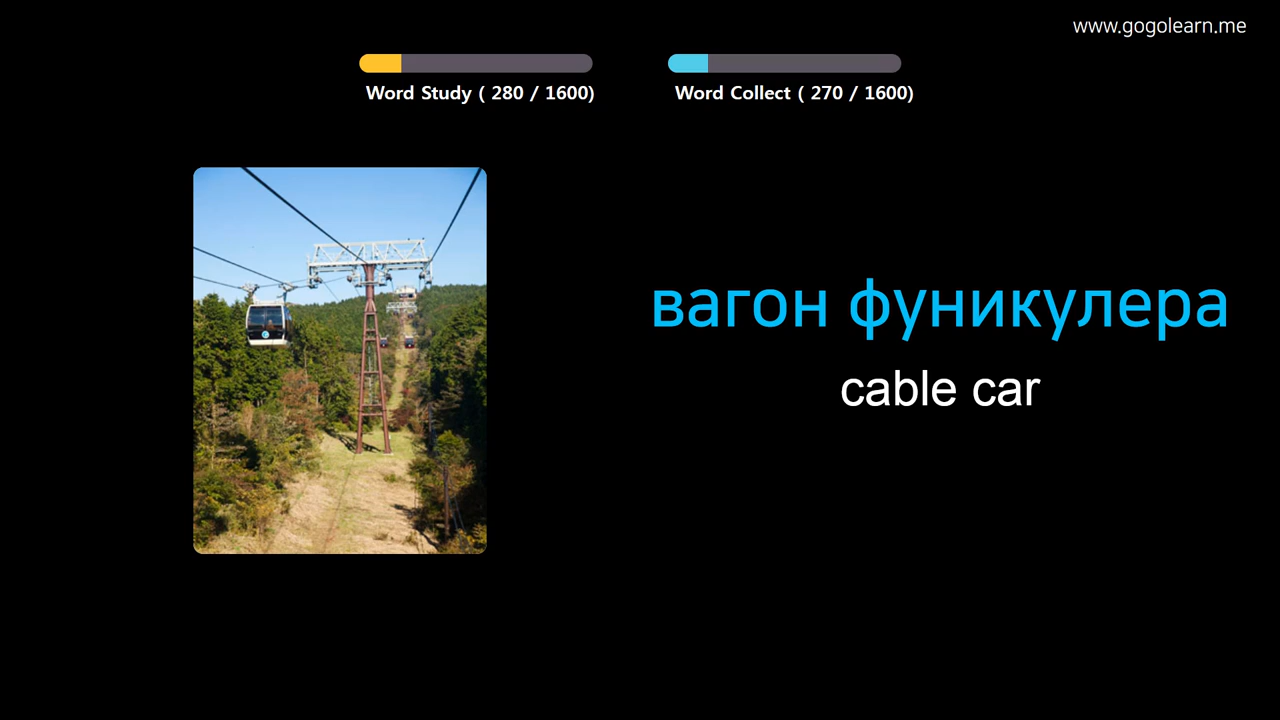 www.gogolearn.me
Word Study ( 280 / 1600)
Word Collect ( 270 / 1600)
вагон фуникулера
cable car